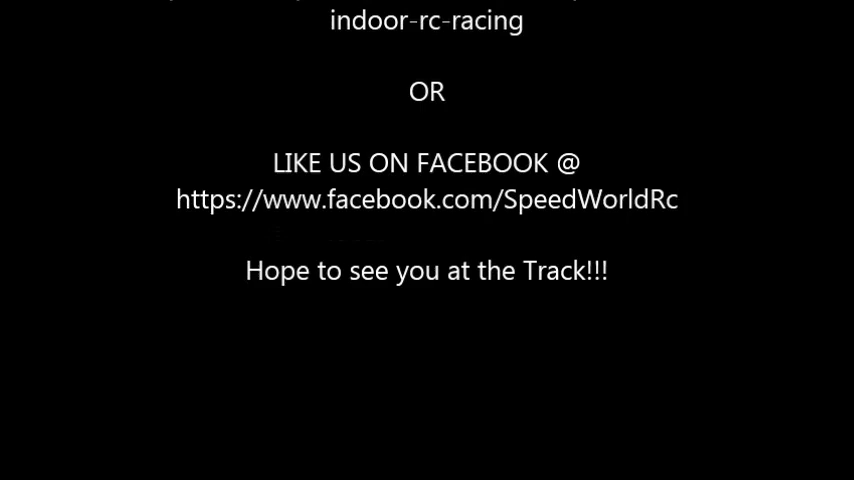 indoor-rc-racing
OR
LIKE US ON FACEBOOK @
https://www.facebook.com/SpeedWorldRc
Hope to see you at the Track!!!